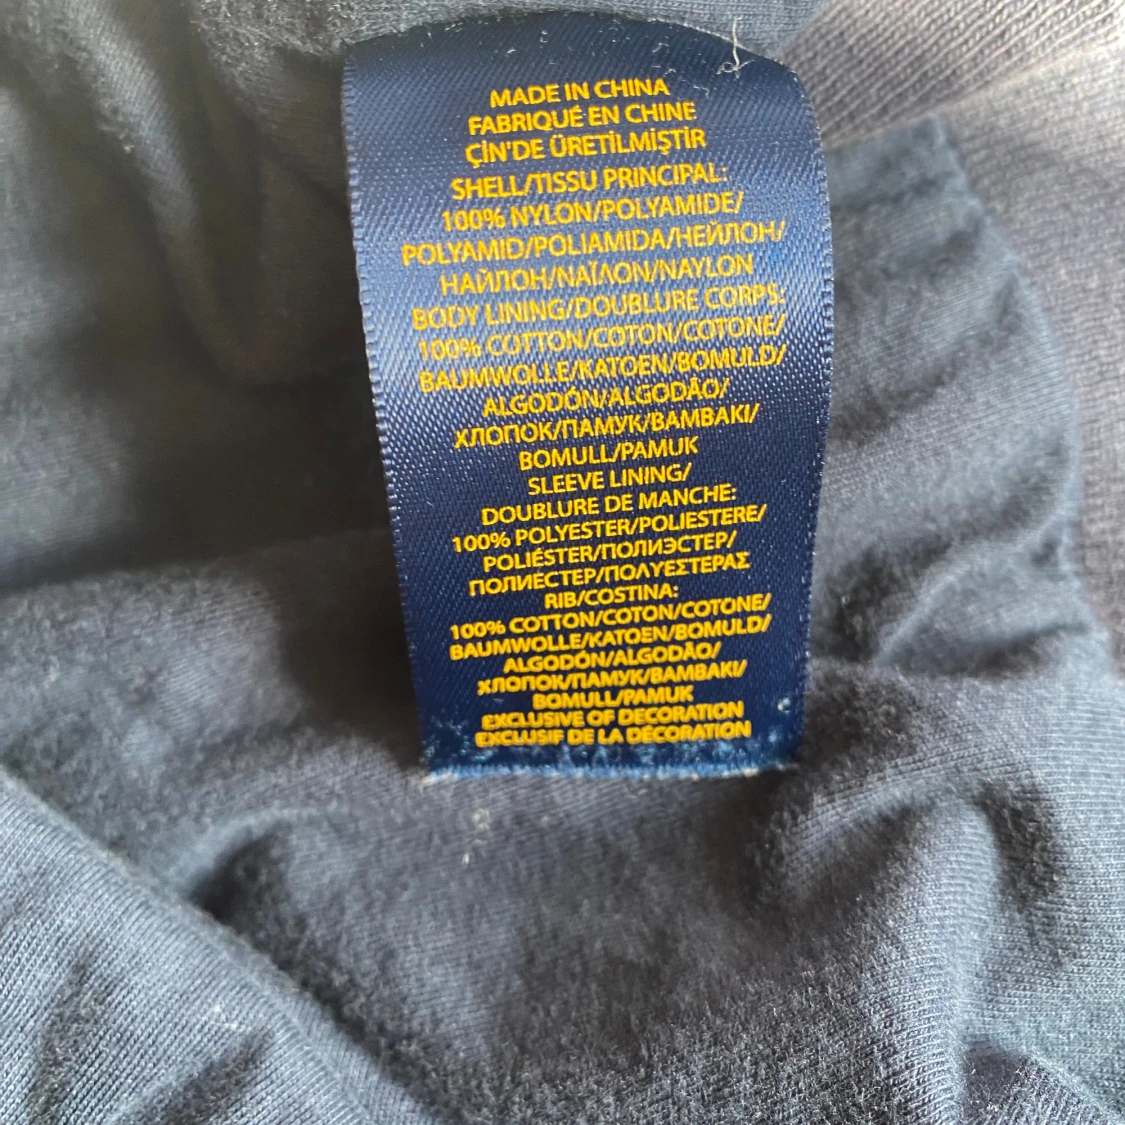 MADE IN CHINA
FABRIQUÉ EN CHINE
ÇİN'DE ÜRETİLMİŞTİR
SHELL/TISSU PRINCIPAL:
100% NYLON/POLYAMIDE/
POLYAMID/POLIAMIDA/НЕЙЛОН/
НАЙЛОН/ΝΑΪΛΟΝ/NAYLON
BODY LINING/DOUBLURE CORPS:
100% COTTON/COTON/COTONE/
BAUMWOLLE/KATOEN/BOMULD/
ALGODÓN/ALGODÃO/
ХЛОПОК/ПАМУК/ΒΑΜΒΑΚΙ/
BOMULL/PAMUK
SLEEVE LINING/
DOUBLURE DE MANCHE:
100% POLYESTER/POLIESTERE/
POLIÉSTER/ПОЛИЭСТЕР/
ПОЛИЕСТЕР/ΠΟΛΥΕΣΤΕΡΑΣ
RIB/COSTINA:
100% COTTON/COTON/COTONE/
BAUMWOLLE/KATOEN/BOMULD/
ALGODÓN/ALGODÃO/
ХЛОПОК/ПАМУК/ΒΑΜΒΑΚΙ/
BOMULL/PAMUK
EXCLUSIVE OF DECORATION
EXCLUSIF DE LA DÉCORATION